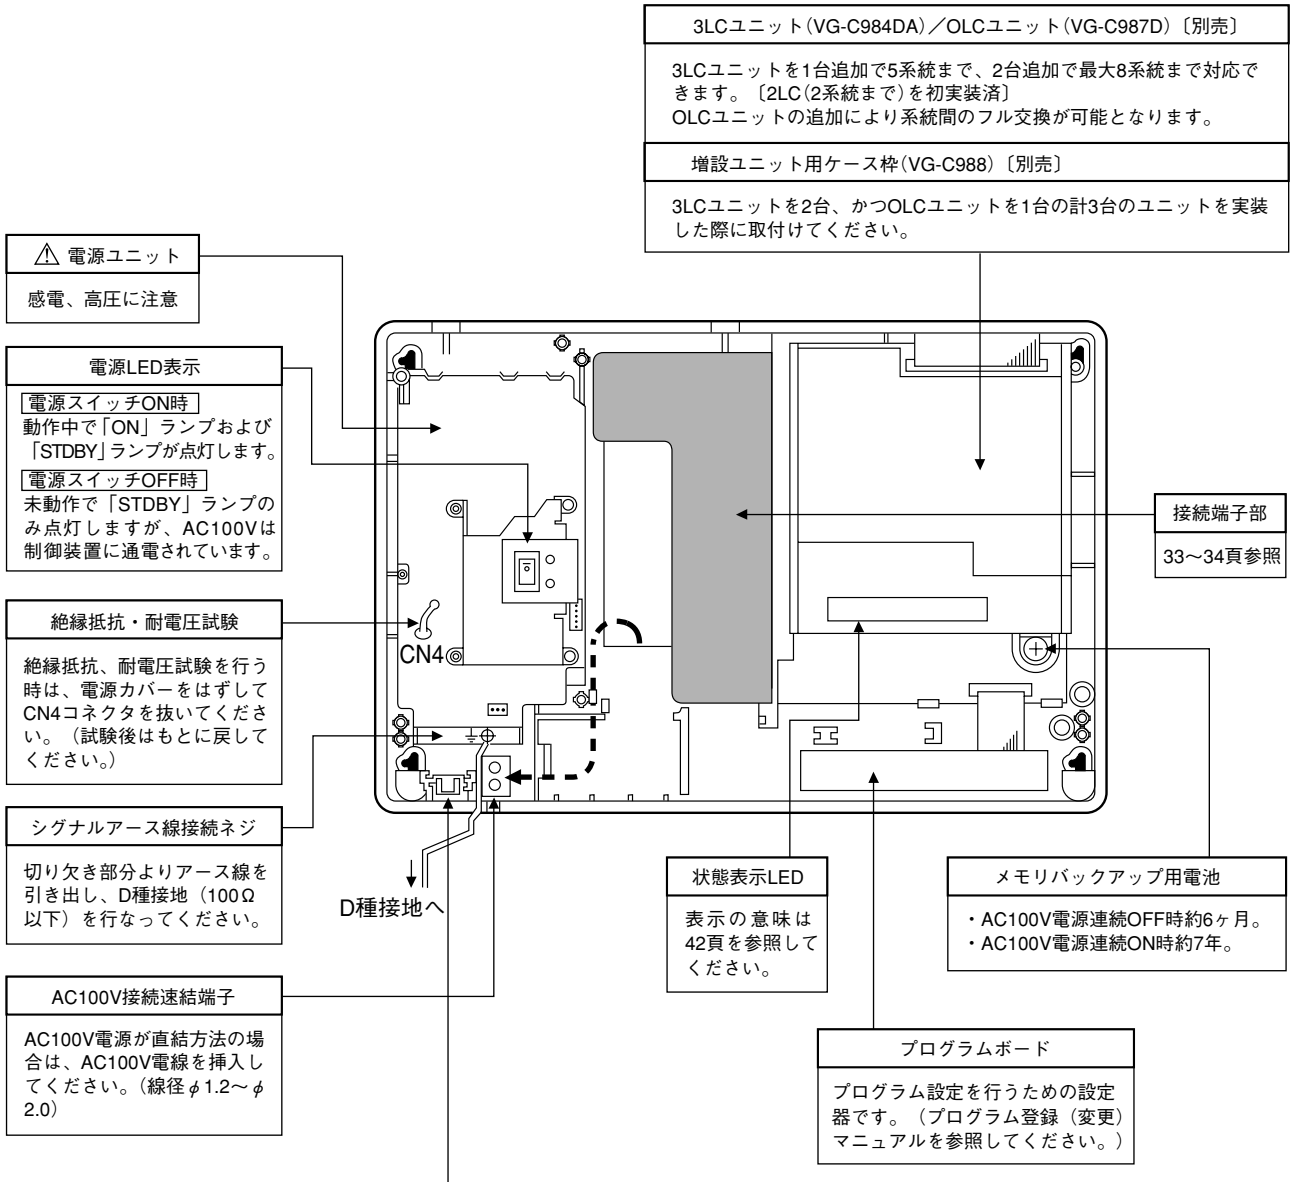 3LCユニット(VG-C984DA)／OLCユニット(VG-C987D)〔別売〕
3LCユニットを1台追加で5系統まで、2台追加で最大8系統まで対応で
きます。〔2LC(2系統まで)を初実装済〕
OLCユニットの追加により系統間のフル交換が可能となります。
増設ユニット用ケース枠(VG-C988)〔別売〕
3LCユニットを2台、かつOLCユニットを1台の計3台のユニットを実装
した際に取付けてください。
⚠ 電源ユニット
感電、高圧に注意
電源LED表示
電源スイッチON時
動作中で「ON」ランプおよび
「STDBY」ランプが点灯します。
電源スイッチOFF時
未動作で「STDBY」ランプの
み点灯しますが、AC100Vは
制御装置に通電されています。
接続端子部
33～34頁参照
絶縁抵抗・耐電圧試験
絶縁抵抗、耐電圧試験を行う
時は、電源カバーをはずして
CN4コネクタを抜いてくださ
い。（試験後はもとに戻して
ください。）
CN4
シグナルアース線接続ネジ
切り欠き部分よりアース線を
引き出し、D種接地（100Ω
以下）を行なってください。
D種接地へ
状態表示LED
表示の意味は
42頁を参照して
ください。
メモリバックアップ用電池
・AC100V電源連続OFF時約6ヶ月。
・AC100V電源連続ON時約7年。
AC100V接続速結端子
AC100V電源が直結方法の場
合は、AC100V電線を挿入し
てください。（線径φ1.2～φ
2.0）
プログラムボード
プログラム設定を行うための設定
器です。（プログラム登録（変更）
マニュアルを参照してください。）